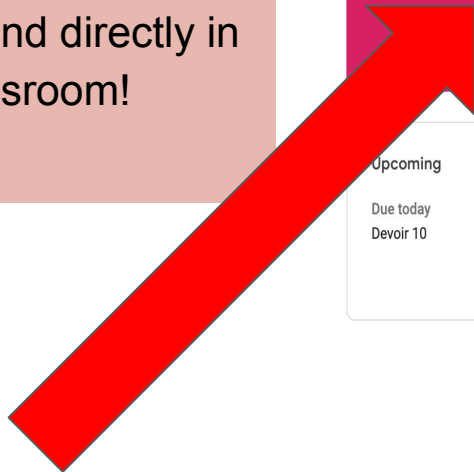 nd directly in
sroom!
Upcoming
Due today
Devoir 10